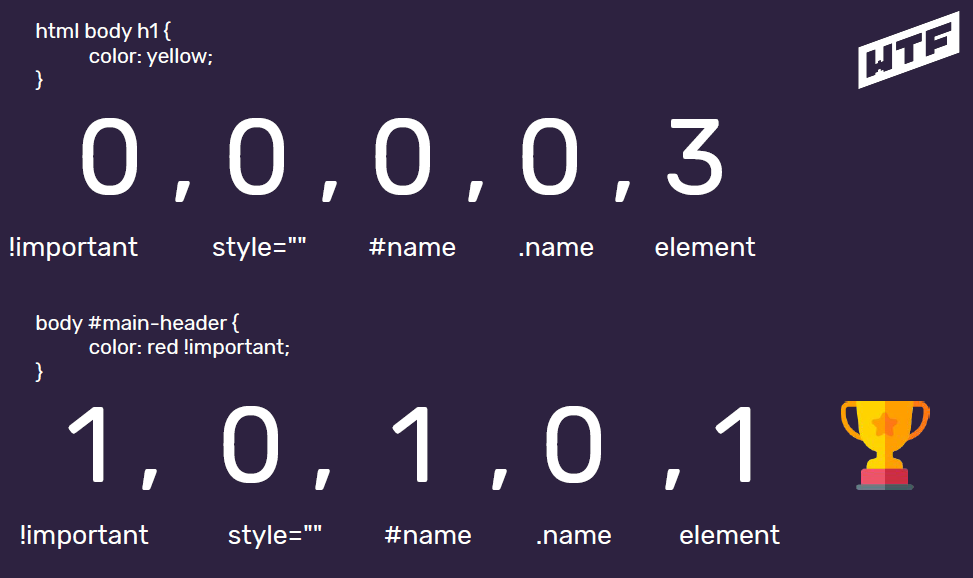 html body h1 {
color: yellow;
}
WTF
0 , 0 , 0 , 0 , 3
!important style="" #name .name element
body #main-header {
color: red !important;
}
1 , 0 , 1 , 0 , 1
!important style="" #name .name element